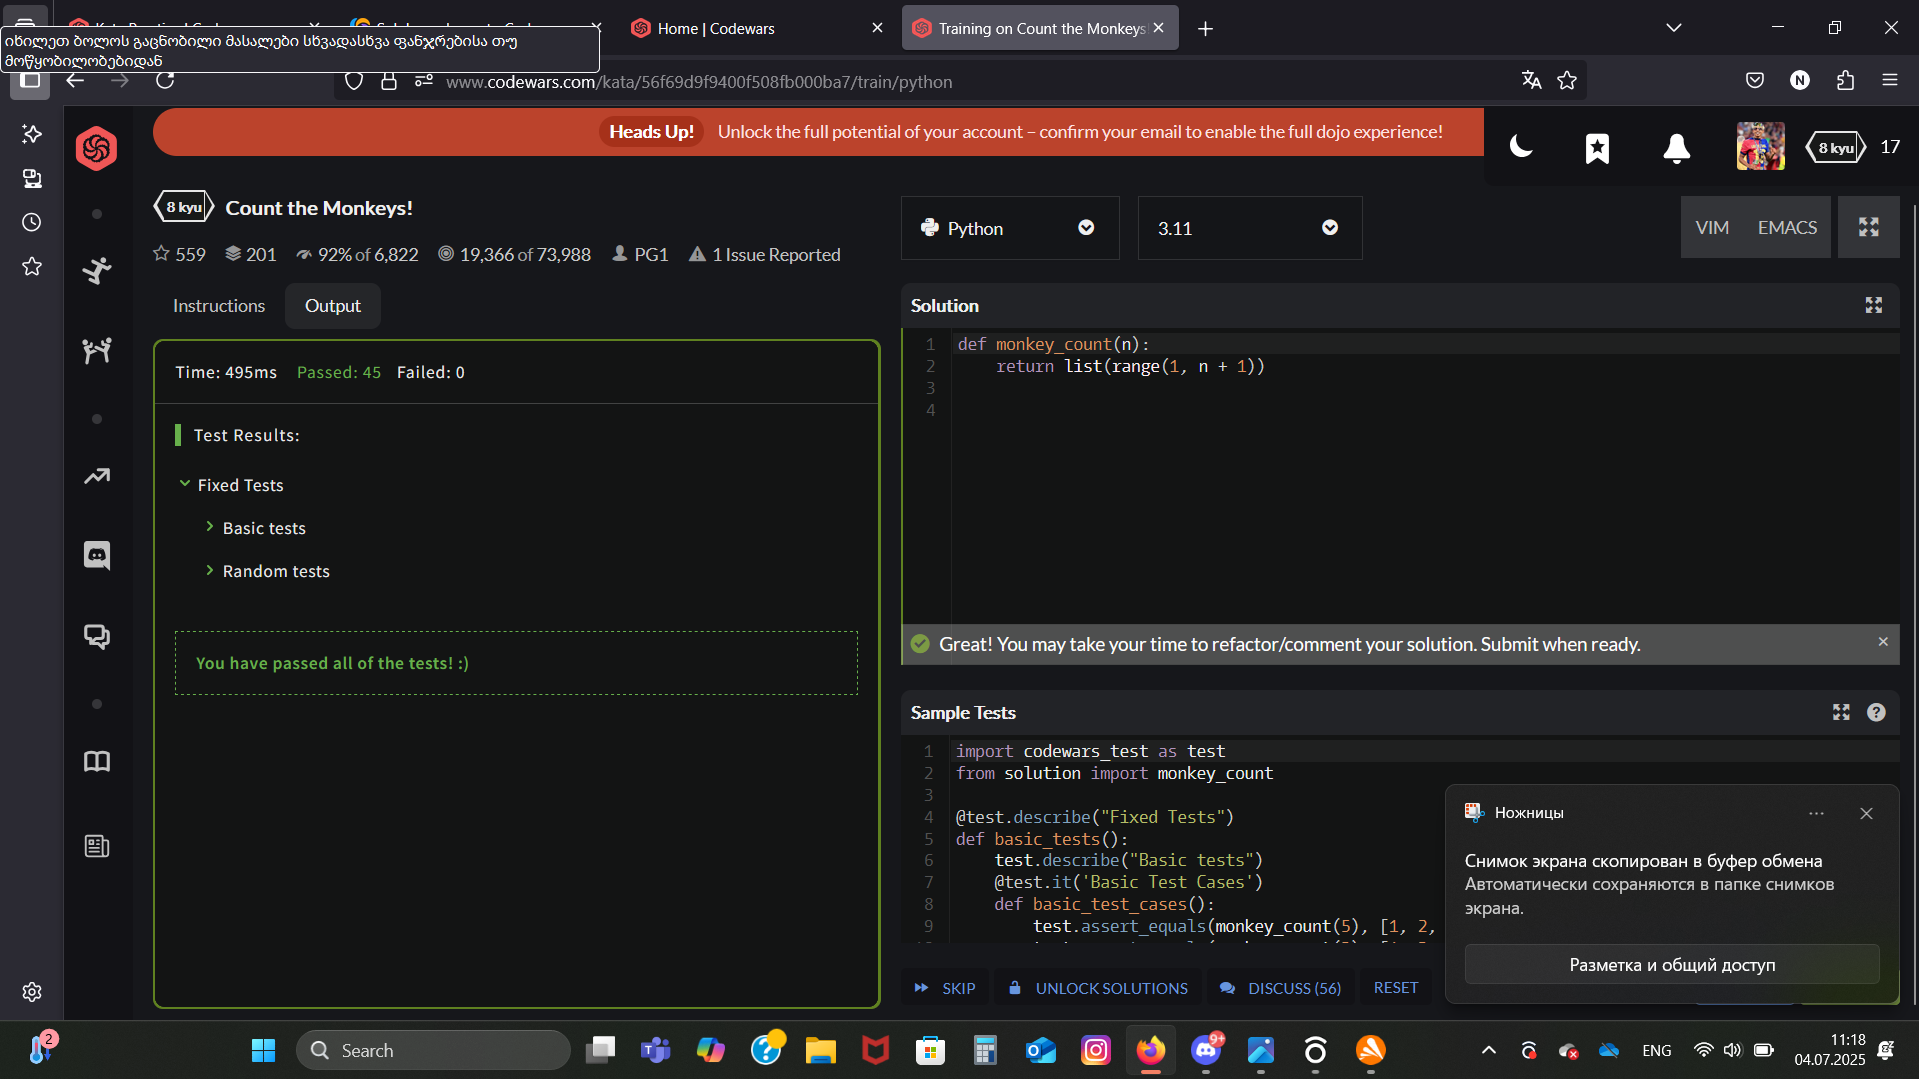 Home | Codewars
Training on Count the Monkeys
იხილეთ ბოლოს გაცნობილი მასალები სხვადასხვა ფანჯრებისა თუ
მოწყობილობებიდან
www.codewars.com/kata/56f69d9f9400f508fb000ba7/train/python
N
Heads Up! Unlock the full potential of your account – confirm your email to enable the full dojo experience!
8 kyu 17
8 kyu Count the Monkeys!
559 201 92% of 6,822 19,366 of 73,988 PG1 1 Issue Reported
Python
3.11
VIM EMACS
Instructions Output
Time: 495ms Passed: 45 Failed: 0
Test Results:
Fixed Tests
Basic tests
Random tests
You have passed all of the tests! :)
Solution
1 def monkey_count(n):
2 return list(range(1, n + 1))
3
4
Great! You may take your time to refactor/comment your solution. Submit when ready.
Sample Tests
1 import codewars_test as test
2 from solution import monkey_count
3
4 @test.describe("Fixed Tests")
5 def basic_tests():
6 test.describe("Basic tests")
7 @test.it('Basic Test Cases')
8 def basic_test_cases():
9 test.assert_equals(monkey_count(5), [1, 2,
SKIP UNLOCK SOLUTIONS DISCUSS (56) RESET
Ножницы
Снимок экрана скопирован в буфер обмена
Автоматически сохраняются в папке снимков
экрана.
Разметка и общий доступ
2
Search
9+
ENG
11:18
04.07.2025